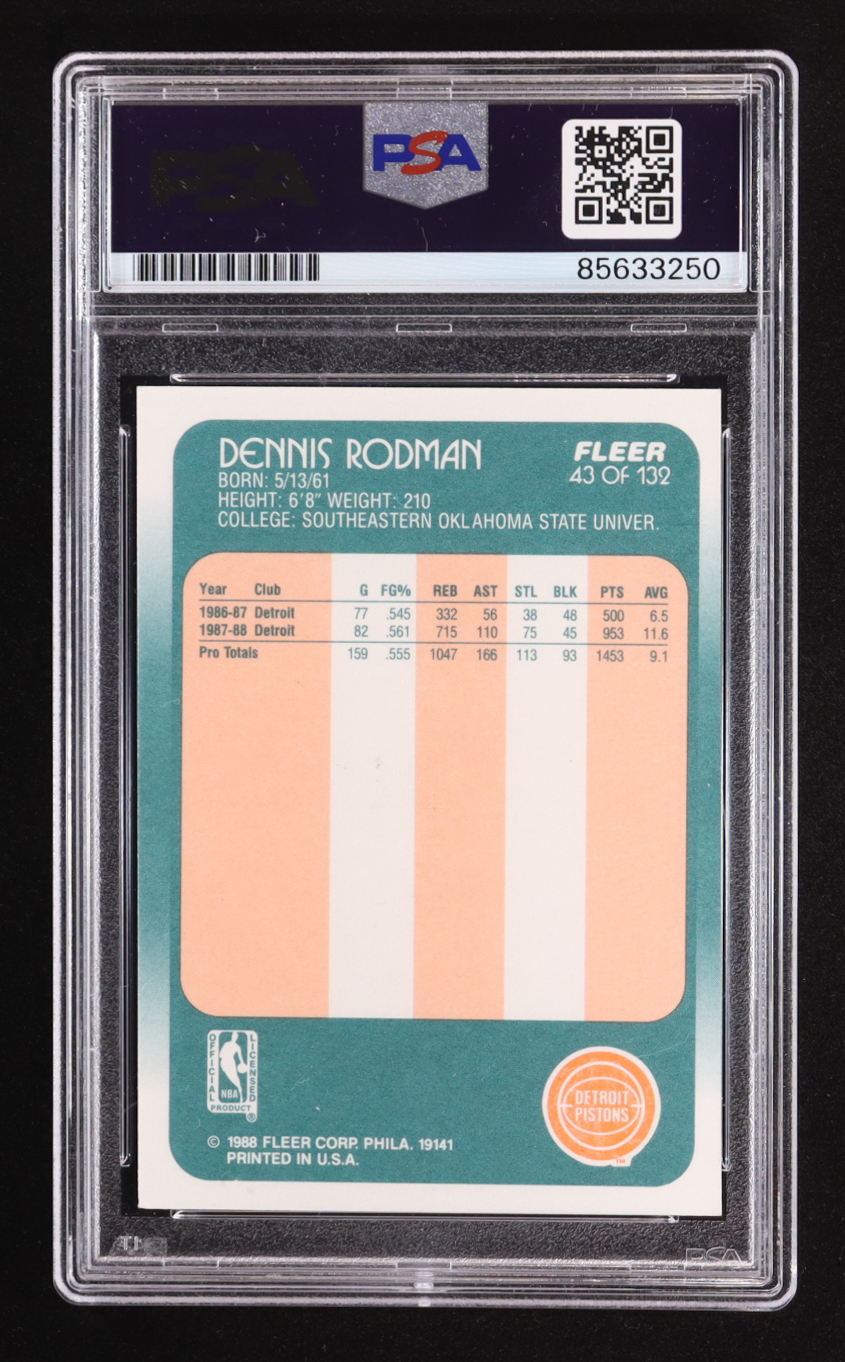 PSA
PSA
85633250
DENNIS RODMAN
FLEER
BORN: 5/13/61
43 OF 132
HEIGHT: 6'8" WEIGHT: 210
COLLEGE: SOUTHEASTERN OKLAHOMA STATE UNIVER.
Year Club G FG% REB AST STL BLK PTS AVG
1986-87 Detroit 77 .545 332 56 38 48 500 6.5
1987-88 Detroit 82 .561 715 110 75 45 953 11.6
Pro Totals 159 .555 1047 166 113 93 1453 9.1
OFFICIAL
LICENSED
NBA
PRODUCT
®
DETROIT
PISTONS
TM
© 1988 FLEER CORP. PHILA. 19141
PRINTED IN U.S.A.
PSA